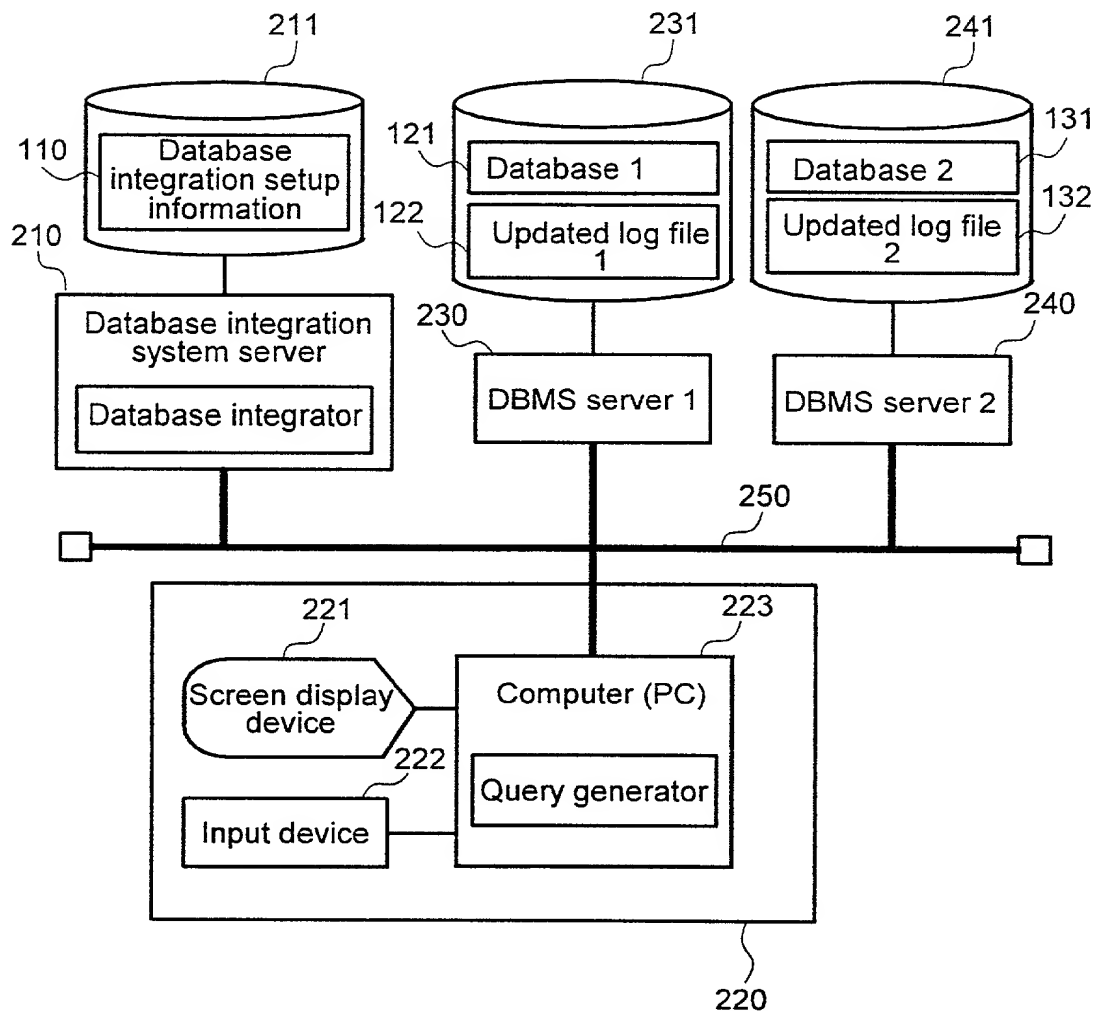 211
231
241
110
Database
integration setup
information
121
Database 1
131
Database 2
122
Updated log file
1
132
Updated log file
2
210
Database integration
system server
Database integrator
230
DBMS server 1
240
DBMS server 2
250
221
Screen display
device
223
Computer (PC)
Query generator
222
Input device
220